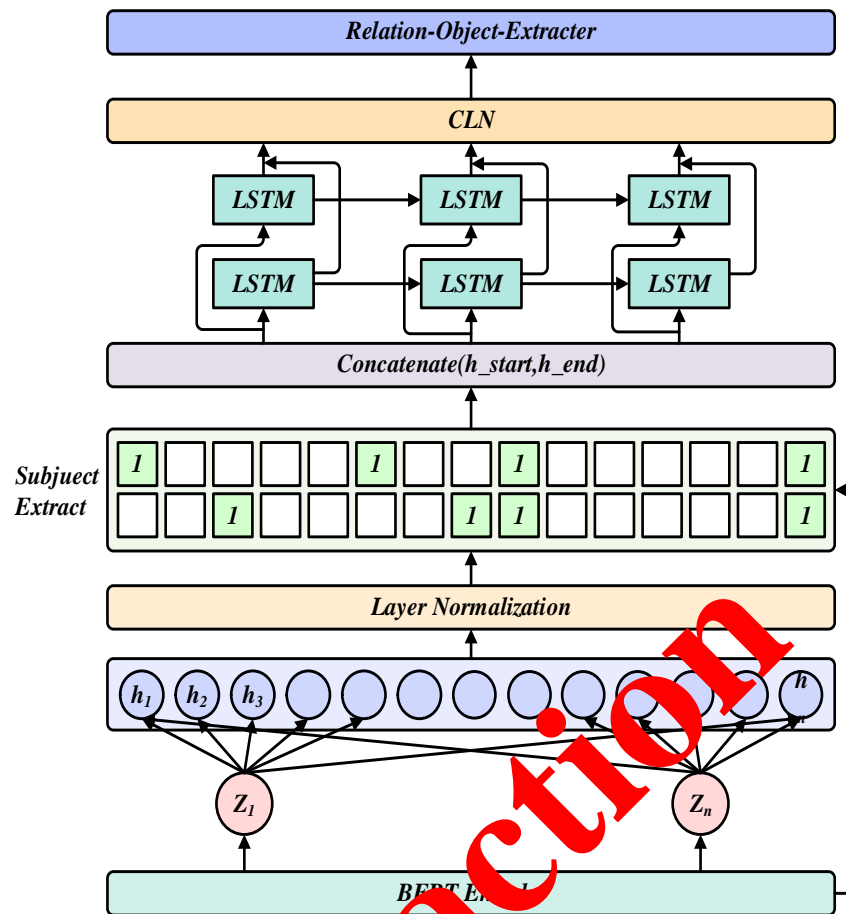 Relation-Object-Extracter
CLN
LSTM LSTM LSTM
LSTM LSTM LSTM
Concatenate(h_start,h_end)
Subjuect
Extract
1 1 1 1
1 1 1 1
Layer Normalization
h1 h2 h3 hn
Z1 Zn
action